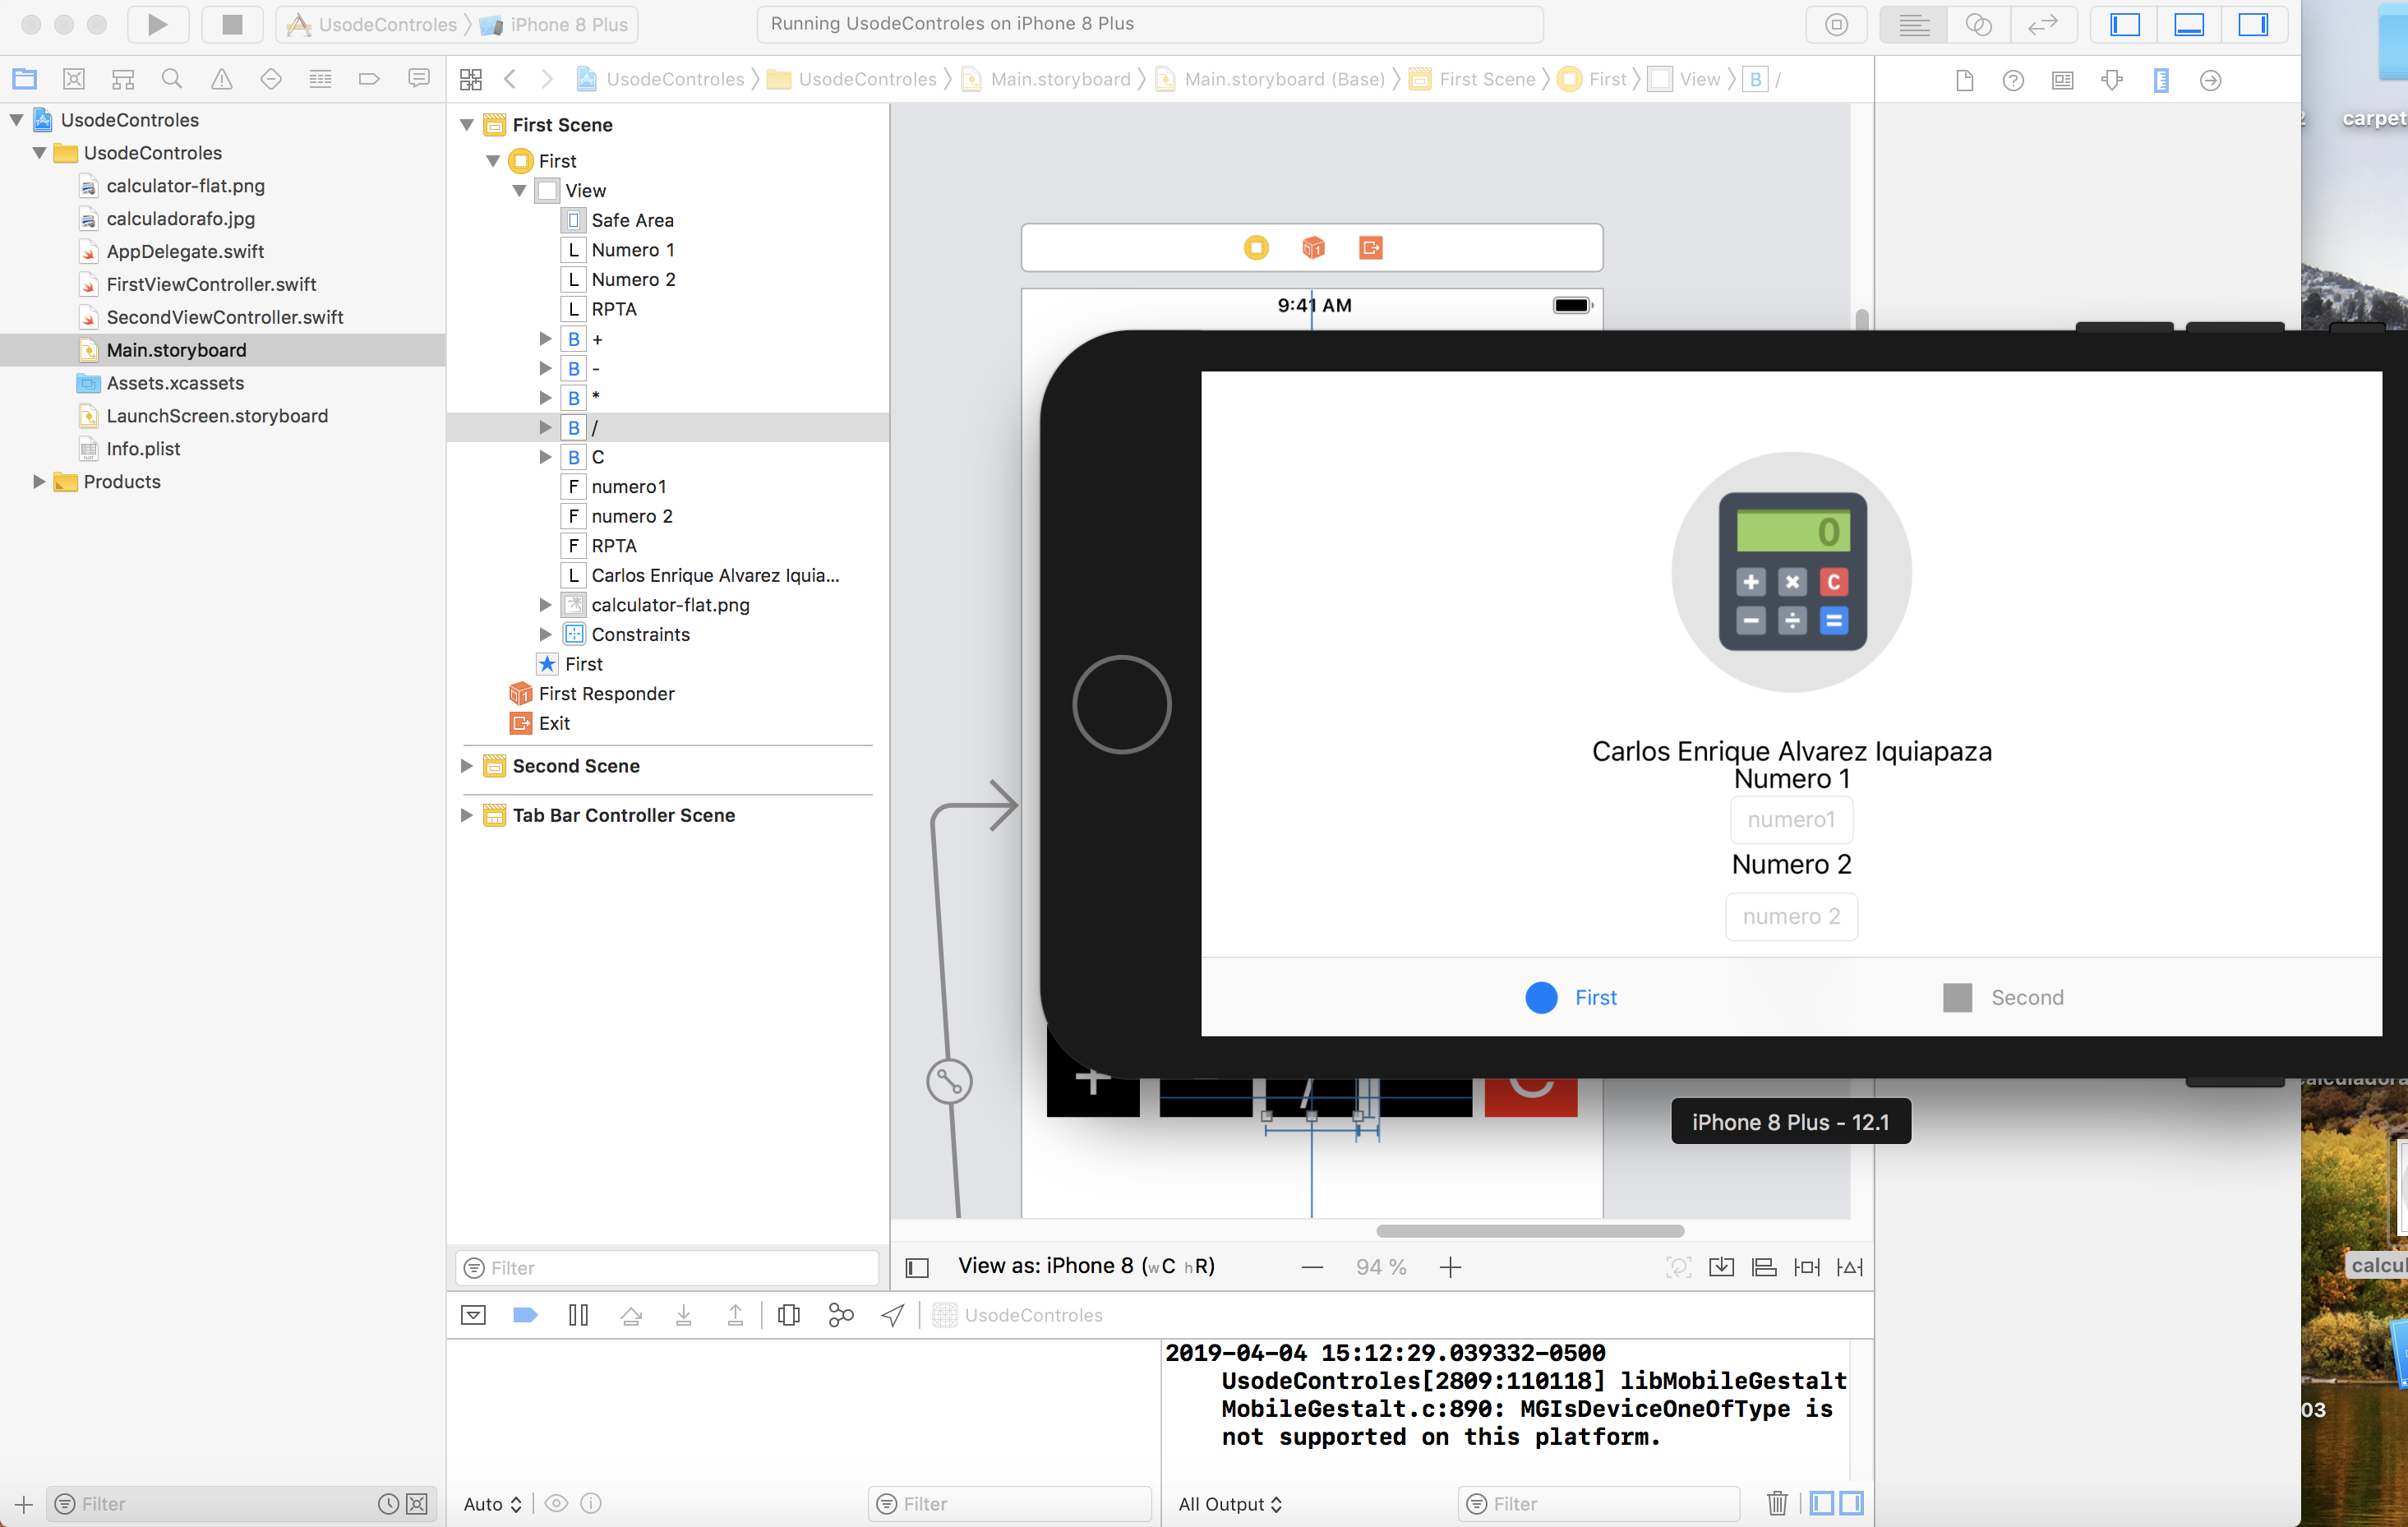 UsodeControles
iPhone 8 Plus
Running UsodeControles on iPhone 8 Plus
UsodeControles
UsodeControles
Main.storyboard
Main.storyboard (Base)
First Scene
First
View
B
/
UsodeControles
UsodeControles
calculator-flat.png
calculadorafo.jpg
AppDelegate.swift
FirstViewController.swift
SecondViewController.swift
Main.storyboard
Assets.xcassets
LaunchScreen.storyboard
Info.plist
Products
Filter
First Scene
First
View
Safe Area
L Numero 1
L Numero 2
L RPTA
B +
B -
B *
B /
B C
F numero1
F numero 2
F RPTA
L Carlos Enrique Alvarez Iquia...
calculator-flat.png
Constraints
First
First Responder
Exit
Second Scene
Tab Bar Controller Scene
Filter
9:41 AM
0
+ × C
− ÷ =
Carlos Enrique Alvarez Iquiapaza
Numero 1
numero1
Numero 2
numero 2
First
Second
+
/
C
iPhone 8 Plus - 12.1
View as: iPhone 8 (wC hR)
94 %
UsodeControles
2019-04-04 15:12:29.039332-0500
UsodeControles[2809:110118] libMobileGestalt
MobileGestalt.c:890: MGIsDeviceOneOfType is
not supported on this platform.
Auto
Filter
All Output
Filter
carpet
calcul
03